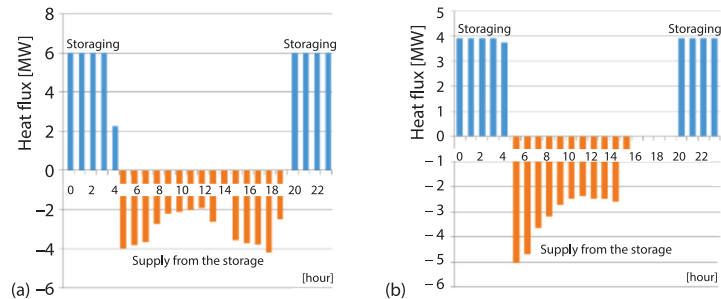 8
6
4
2
0
−2
−4
−6
Heat flux [MW]
Storaging
Storaging
0 2 4 6 8 10 12 14 16 18 20 22
Supply from the storage
[hour]
(a)
5
4
3
2
1
0
−1
−2
−3
−4
−5
−6
Heat flux [MW]
Storaging
Storaging
0 2 4 6 8 10 12 14 16 18 20 22
Supply from the storage
[hour]
(b)